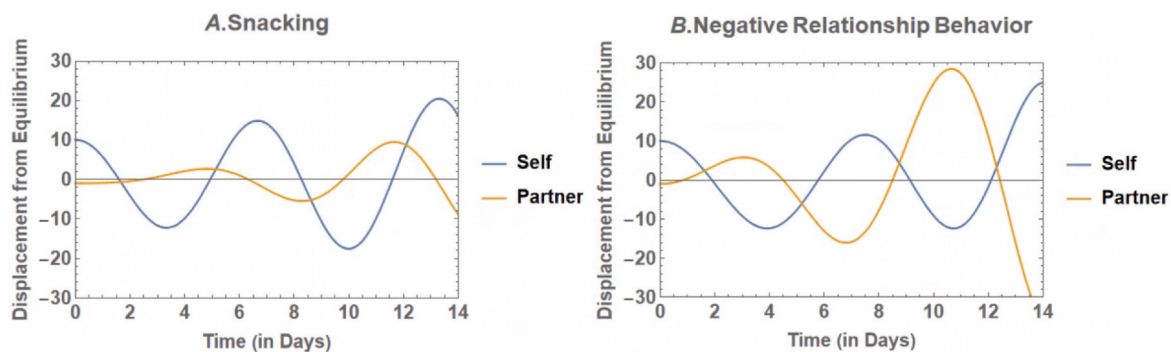 A.Snacking
Displacement from Equilibrium
30
20
10
0
−10
−20
−30
0 2 4 6 8 10 12 14
Time (in Days)
Self
Partner
B.Negative Relationship Behavior
Displacement from Equilibrium
30
20
10
0
−10
−20
−30
0 2 4 6 8 10 12 14
Time (in Days)
Self
Partner